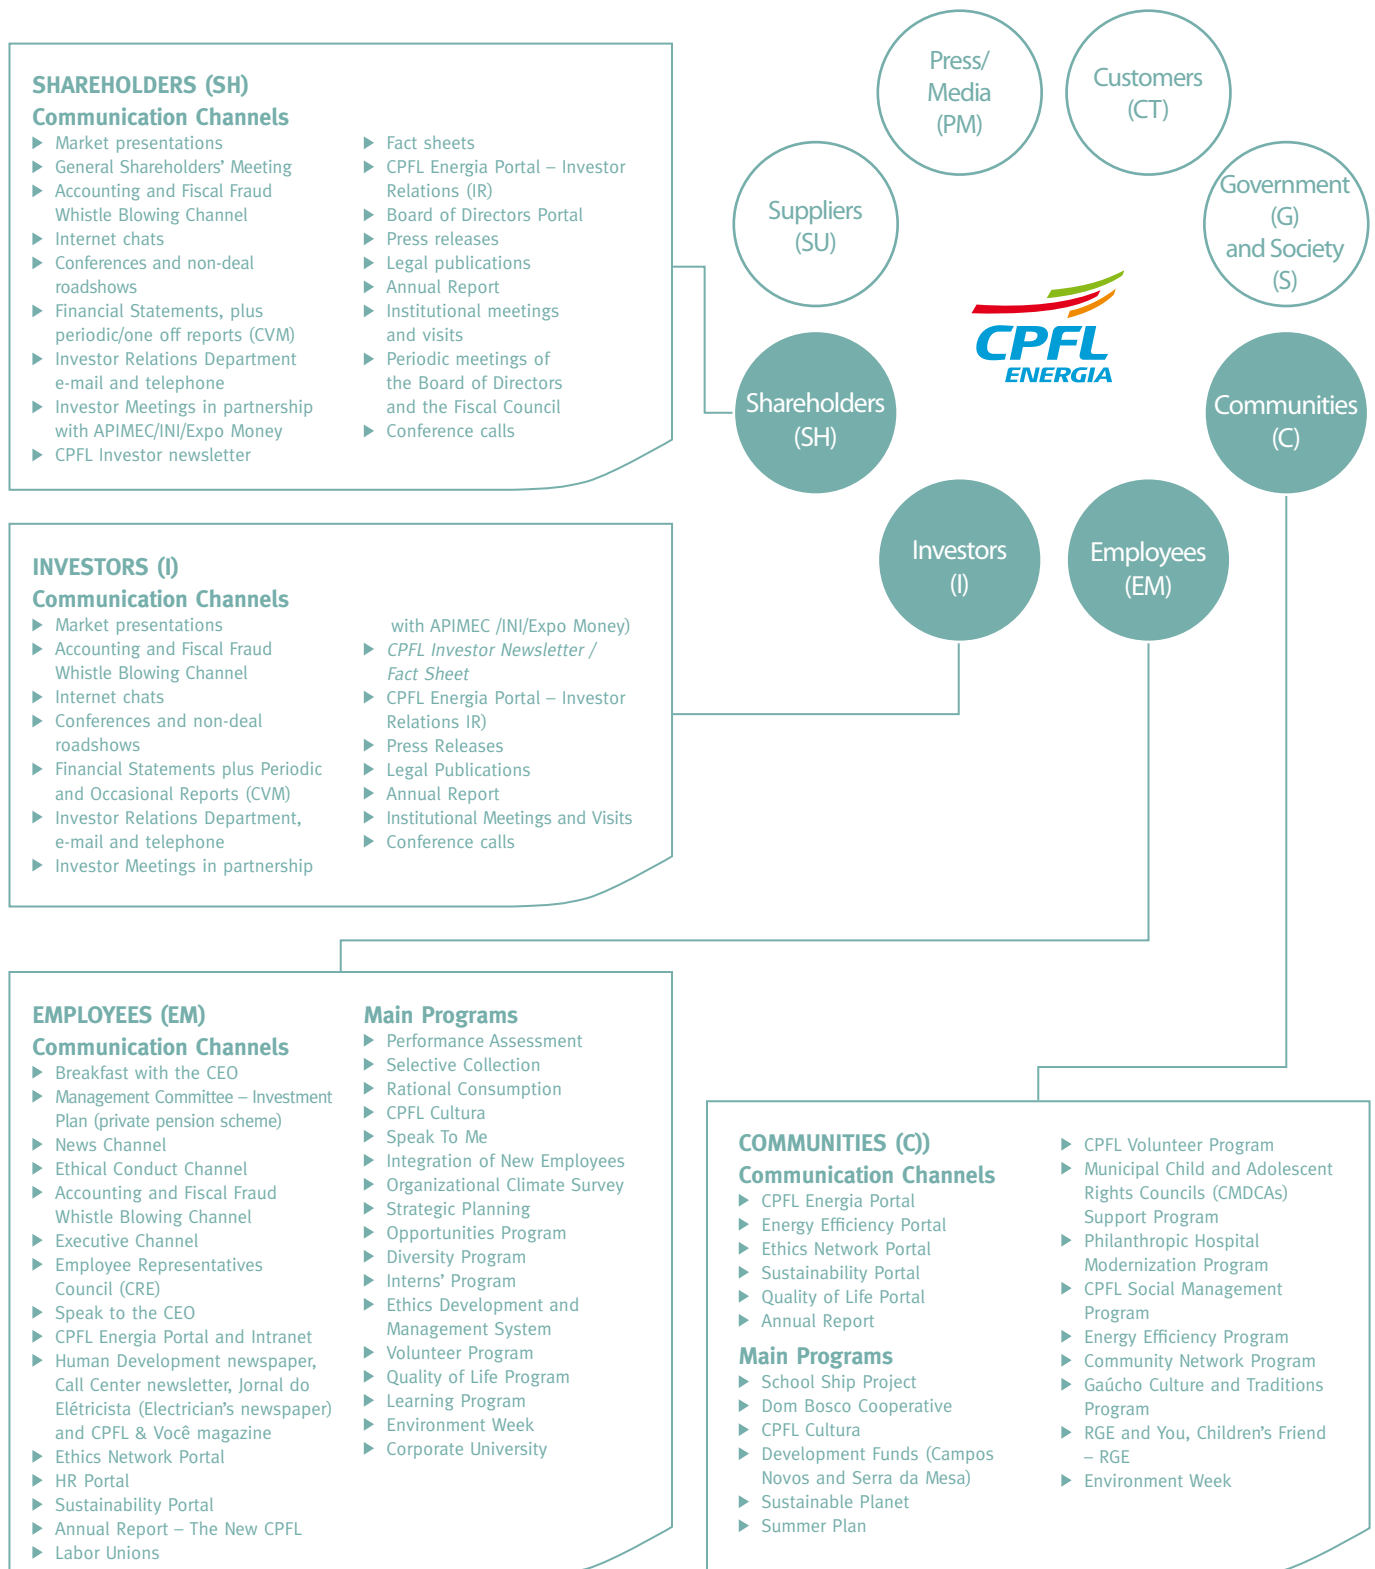 SHAREHOLDERS (SH)
Communication Channels
Market presentations
General Shareholders' Meeting
Accounting and Fiscal Fraud
Whistle Blowing Channel
Internet chats
Conferences and non-deal
roadshows
Financial Statements, plus
periodic/one off reports (CVM)
Investor Relations Department
e-mail and telephone
Investor Meetings in partnership
with APIMEC/INI/Expo Money
CPFL Investor newsletter
Fact sheets
CPFL Energia Portal – Investor
Relations (IR)
Board of Directors Portal
Press releases
Legal publications
Annual Report
Institutional meetings
and visits
Periodic meetings of
the Board of Directors
and the Fiscal Council
Conference calls
Press/
Media
(PM)
Customers
(CT)
Suppliers
(SU)
Government
(G)
and Society
(S)
CPFL
ENERGIA
Shareholders
(SH)
Communities
(C)
Investors
(I)
Employees
(EM)
INVESTORS (I)
Communication Channels
Market presentations
Accounting and Fiscal Fraud
Whistle Blowing Channel
Internet chats
Conferences and non-deal
roadshows
Financial Statements plus Periodic
and Occasional Reports (CVM)
Investor Relations Department,
e-mail and telephone
Investor Meetings in partnership
with APIMEC /INI/Expo Money)
CPFL Investor Newsletter /
Fact Sheet
CPFL Energia Portal – Investor
Relations IR)
Press Releases
Legal Publications
Annual Report
Institutional Meetings and Visits
Conference calls
EMPLOYEES (EM)
Communication Channels
Breakfast with the CEO
Management Committee – Investment
Plan (private pension scheme)
News Channel
Ethical Conduct Channel
Accounting and Fiscal Fraud
Whistle Blowing Channel
Executive Channel
Employee Representatives
Council (CRE)
Speak to the CEO
CPFL Energia Portal and Intranet
Human Development newspaper,
Call Center newsletter, Jornal do
Elétricista (Electrician's newspaper)
and CPFL & Você magazine
Ethics Network Portal
HR Portal
Sustainability Portal
Annual Report – The New CPFL
Labor Unions
Main Programs
Performance Assessment
Selective Collection
Rational Consumption
CPFL Cultura
Speak To Me
Integration of New Employees
Organizational Climate Survey
Strategic Planning
Opportunities Program
Diversity Program
Interns' Program
Ethics Development and
Management System
Volunteer Program
Quality of Life Program
Learning Program
Environment Week
Corporate University
COMMUNITIES (C))
Communication Channels
CPFL Energia Portal
Energy Efficiency Portal
Ethics Network Portal
Sustainability Portal
Quality of Life Portal
Annual Report
Main Programs
School Ship Project
Dom Bosco Cooperative
CPFL Cultura
Development Funds (Campos
Novos and Serra da Mesa)
Sustainable Planet
Summer Plan
CPFL Volunteer Program
Municipal Child and Adolescent
Rights Councils (CMDCAs)
Support Program
Philanthropic Hospital
Modernization Program
CPFL Social Management
Program
Energy Efficiency Program
Community Network Program
Gaúcho Culture and Traditions
Program
RGE and You, Children's Friend
– RGE
Environment Week